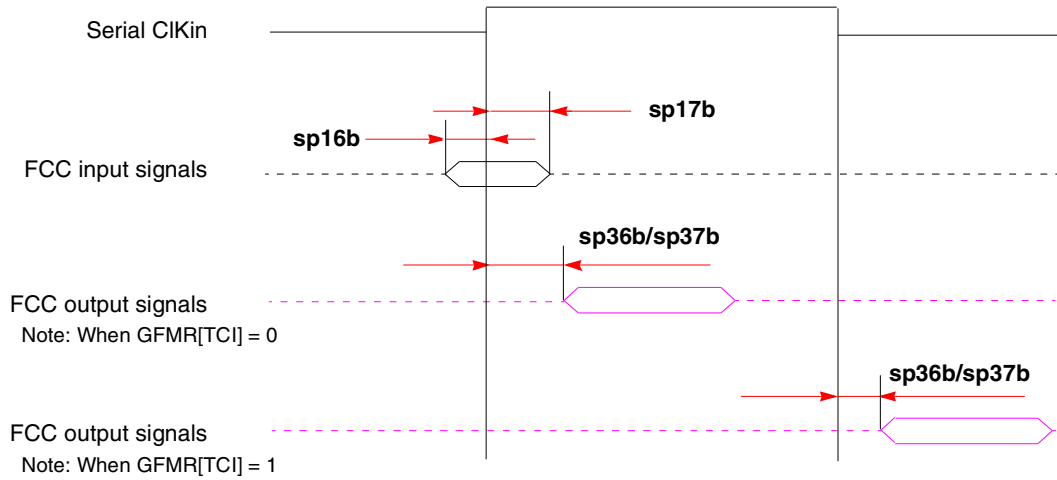 Serial ClKin
sp17b
sp16b
FCC input signals
sp36b/sp37b
FCC output signals
Note: When GFMR[TCI] = 0
sp36b/sp37b
FCC output signals
Note: When GFMR[TCI] = 1